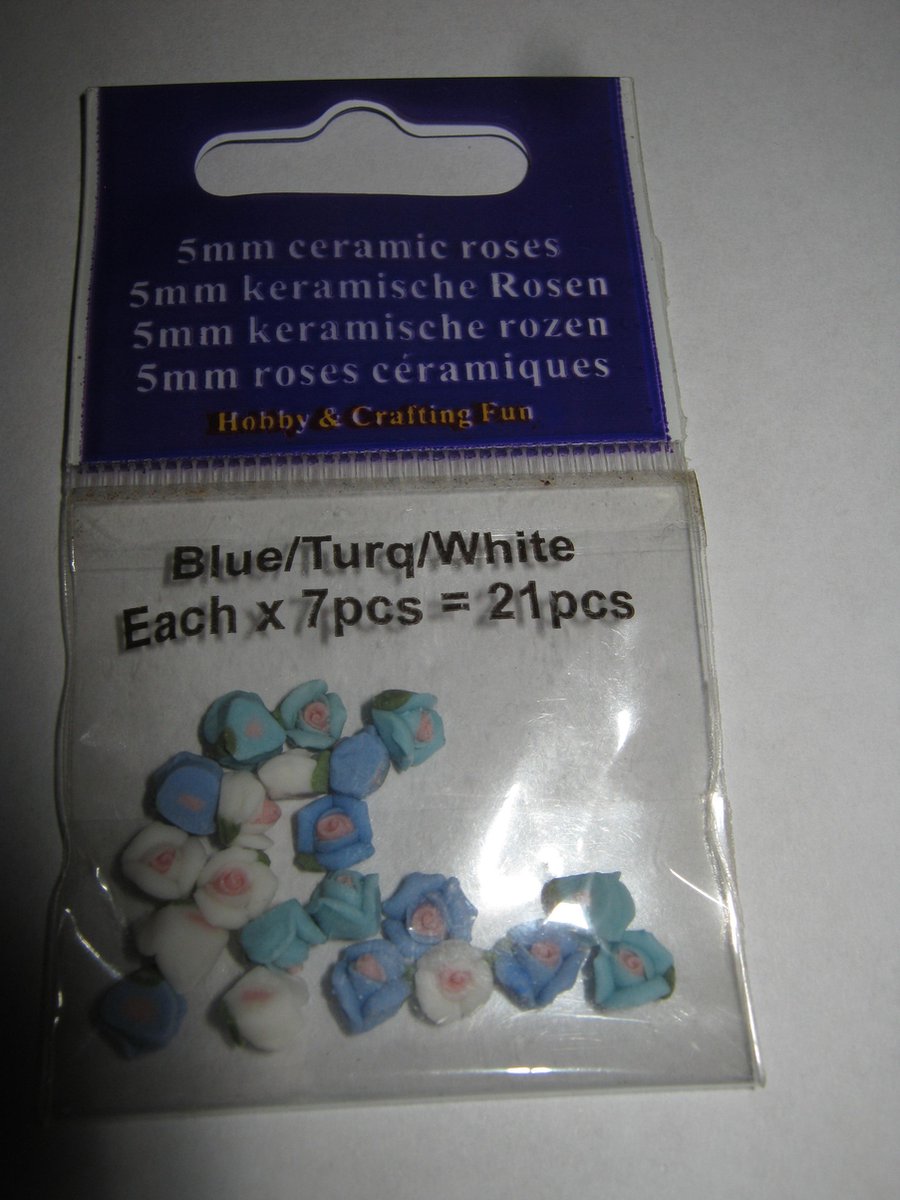 5mm ceramic roses
5mm keramische Rosen
5mm keramische rozen
5mm roses céramiques
Hobby & Crafting Fun
Blue/Turq/White
Each x 7pcs = 21pcs